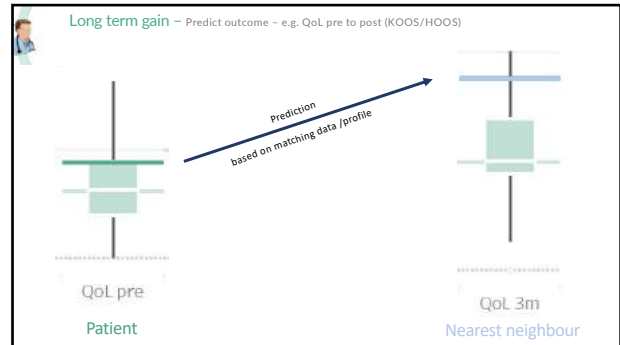 Long term gain – Predict outcome – e.g. QoL pre to post (KOOS/HOOS)
Prediction
based on matching data /profile
QoL pre
QoL 3m
Patient
Nearest neighbour